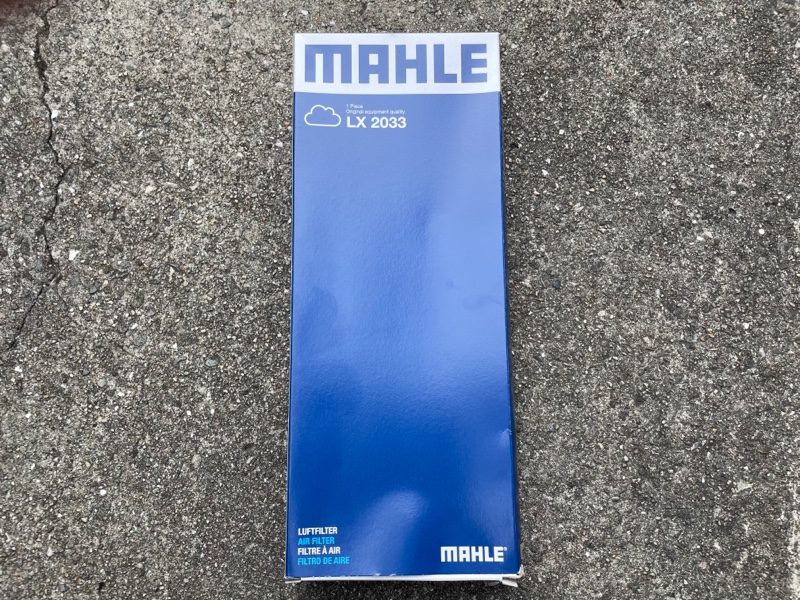 MAHLE
1 Piece
Original equipment quality
LX 2033
LUFTFILTER
AIR FILTER
FILTRE À AIR
FILTRO DE AIRE
MAHLE®